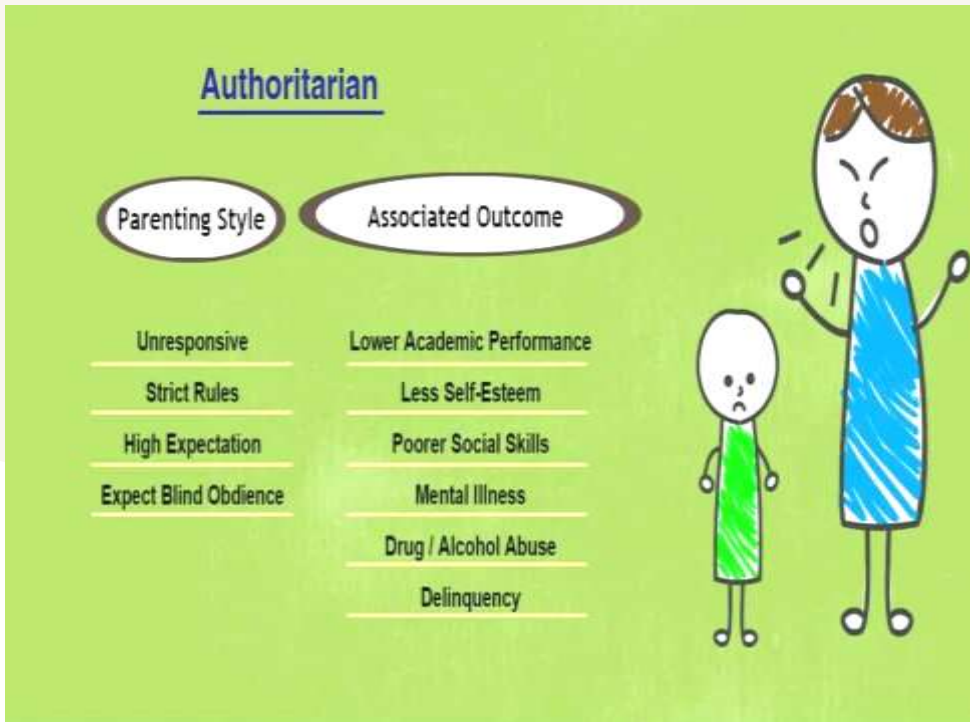 Authoritarian
Parenting Style
Associated Outcome
Unresponsive
Strict Rules
High Expectation
Expect Blind Obdience
Lower Academic Performance
Less Self-Esteem
Poorer Social Skills
Mental Illness
Drug / Alcohol Abuse
Delinquency